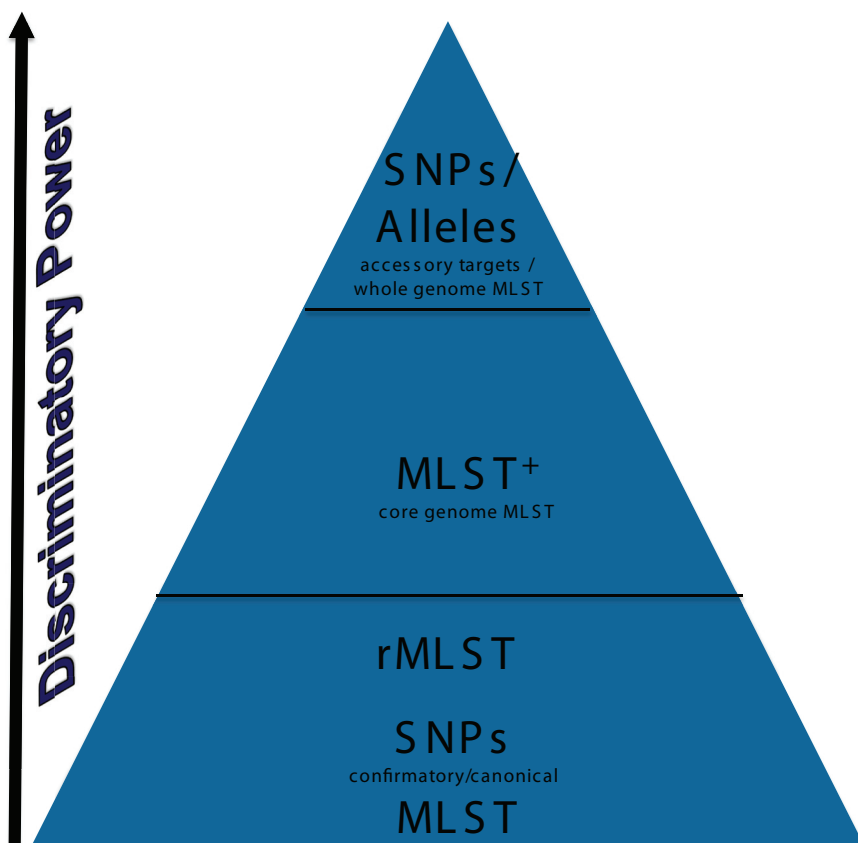 Discriminatory Power
SNPs/
Alleles
accessory targets /
whole genome MLST
MLST+
core genome MLST
rMLST
SNPs
confirmatory/canonical
MLST